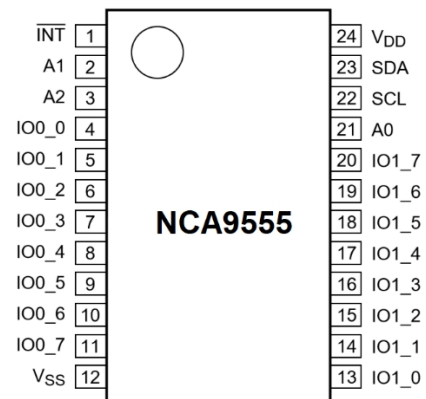 INT 1 24 VDD
A1 2 23 SDA
A2 3 22 SCL
IO0_0 4 21 A0
IO0_1 5 20 IO1_7
IO0_2 6 19 IO1_6
IO0_3 7 18 IO1_5
NCA9555
IO0_4 8 17 IO1_4
IO0_5 9 16 IO1_3
IO0_6 10 15 IO1_2
IO0_7 11 14 IO1_1
VSS 12 13 IO1_0